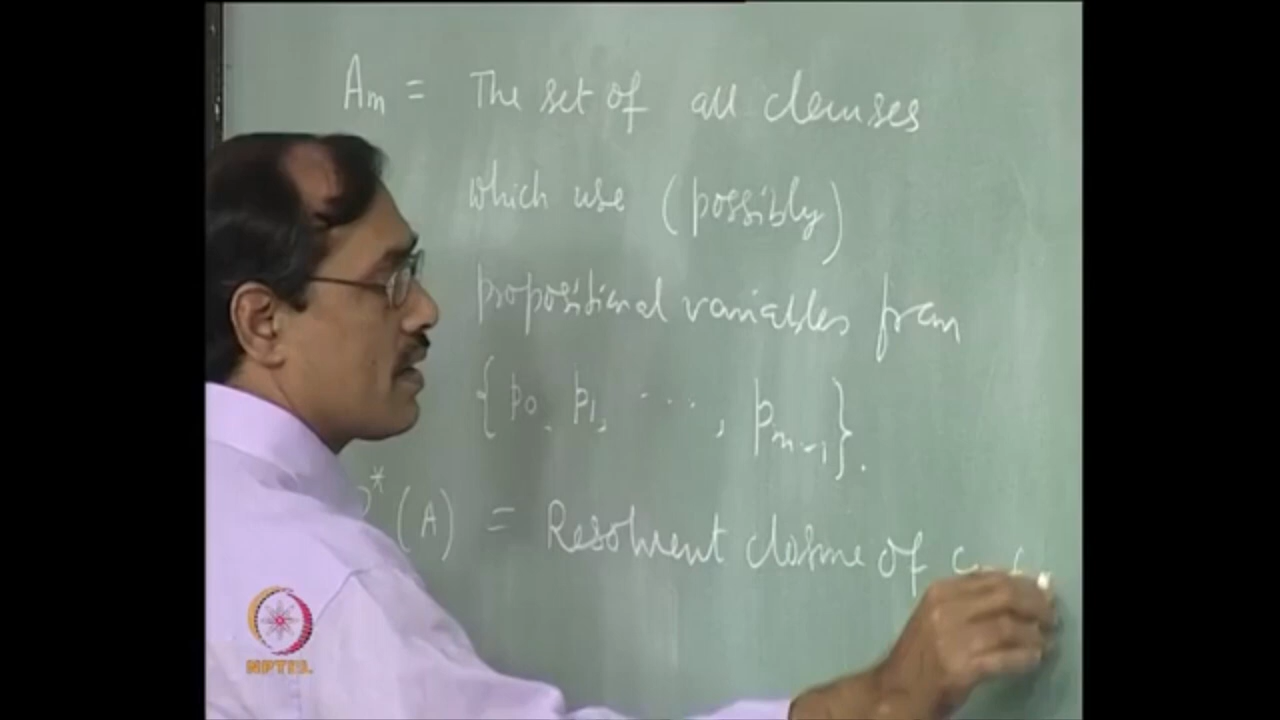 Am = The set of all clauses
which use (possibly)
propositional variables from
{p0, p1, ..., pm-1}.
*(A) = Resolvent closure of
NPTEL